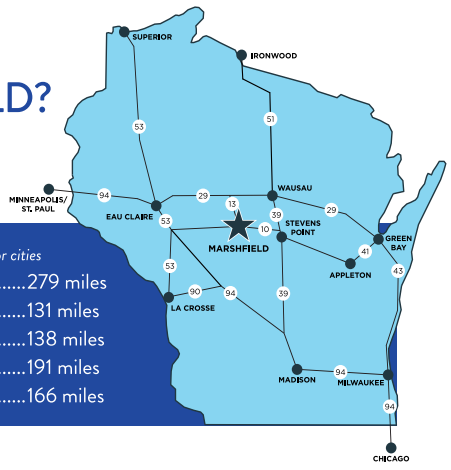 LD?
or cities
......279 miles
......131 miles
......138 miles
......191 miles
......166 miles
SUPERIOR
IRONWOOD
53
51
MINNEAPOLIS/
ST. PAUL
94
29
WAUSAU
EAU CLAIRE
13
39
29
53
10
STEVENS
POINT
MARSHFIELD
GREEN
BAY
41
APPLETON
43
53
90
94
39
LA CROSSE
MADISON
94
MILWAUKEE
94
CHICAGO